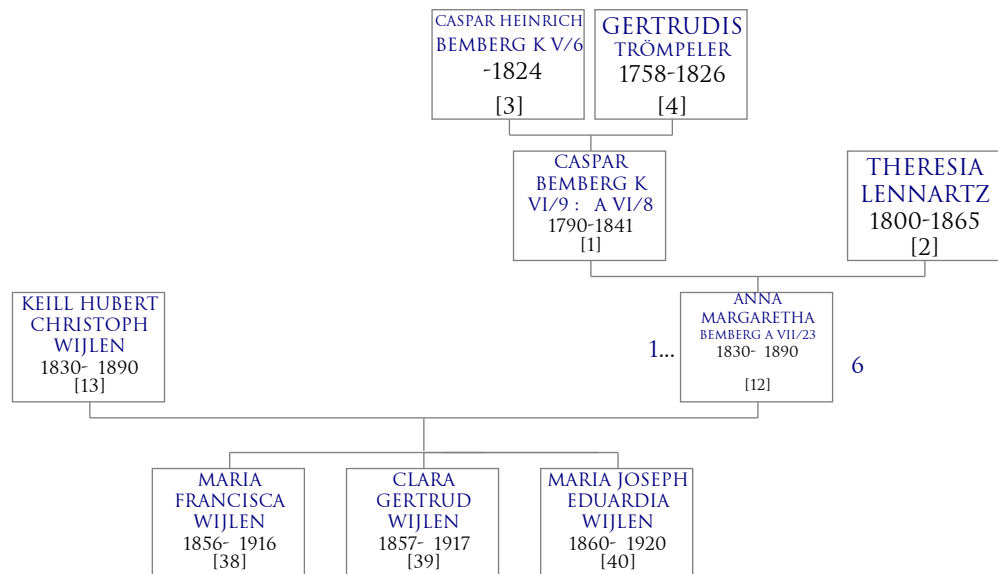 CASPAR HEINRICH
BEMBERG K V/6
-1824
[3]
GERTRUDIS
TRÖMPELER
1758-1826
[4]
CASPAR
BEMBERG K
VI/9 : A VI/8
1790-1841
[1]
THERESIA
LENNARTZ
1800-1865
[2]
KEILL HUBERT
CHRISTOPH
WIJLEN
1830- 1890
[13]
1...
ANNA
MARGARETHA
BEMBERG A VII/23
1830- 1890
[12]
6
MARIA
FRANCISCA
WIJLEN
1856- 1916
[38]
CLARA
GERTRUD
WIJLEN
1857- 1917
[39]
MARIA JOSEPH
EDUARDIA
WIJLEN
1860- 1920
[40]